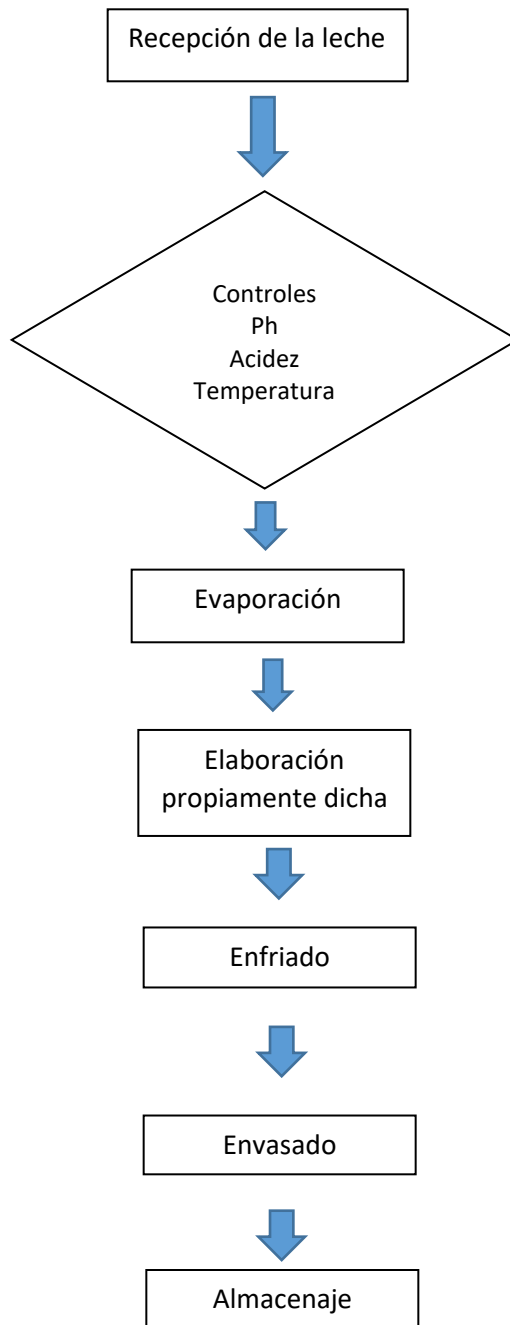 Recepción de la leche
Controles
Ph
Acidez
Temperatura
Evaporación
Elaboración
propiamente dicha
Enfriado
Envasado
Almacenaje